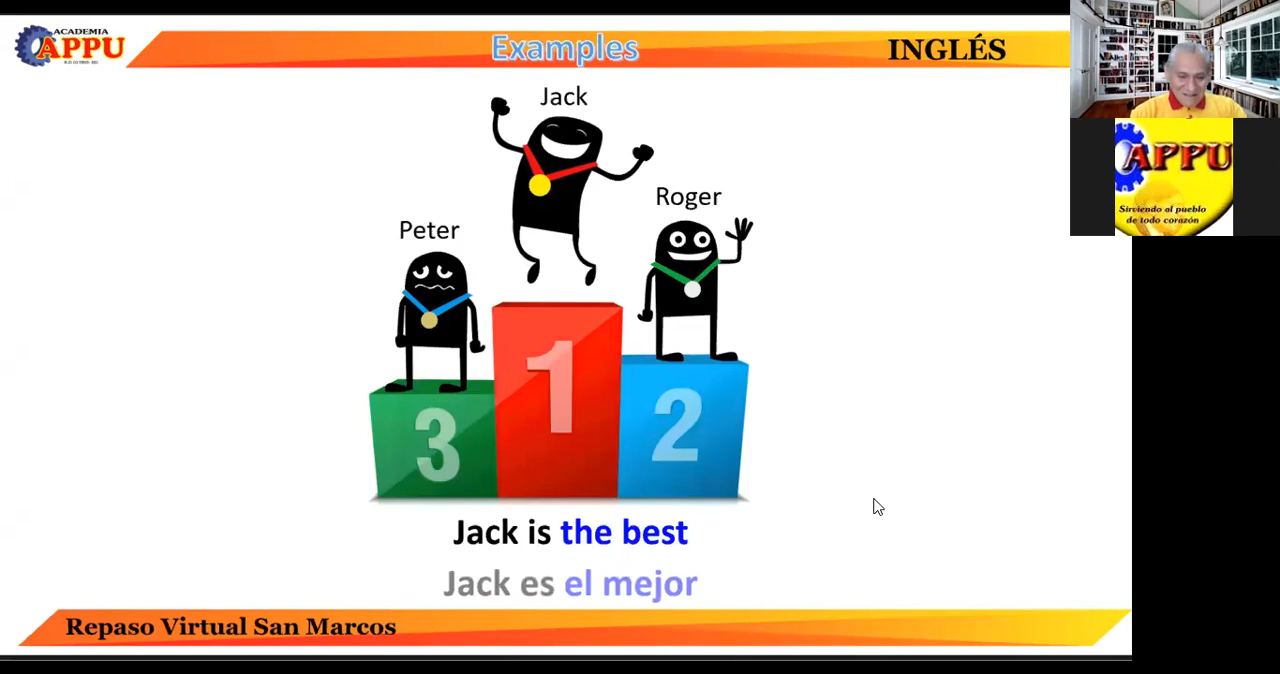 ACADEMIA
APPU
Examples
INGLÉS
Jack
Roger
Peter
3
1
2
Jack is the best
Jack es el mejor
Repaso Virtual San Marcos
APPU
Sirviendo al pueblo
de todo corazón